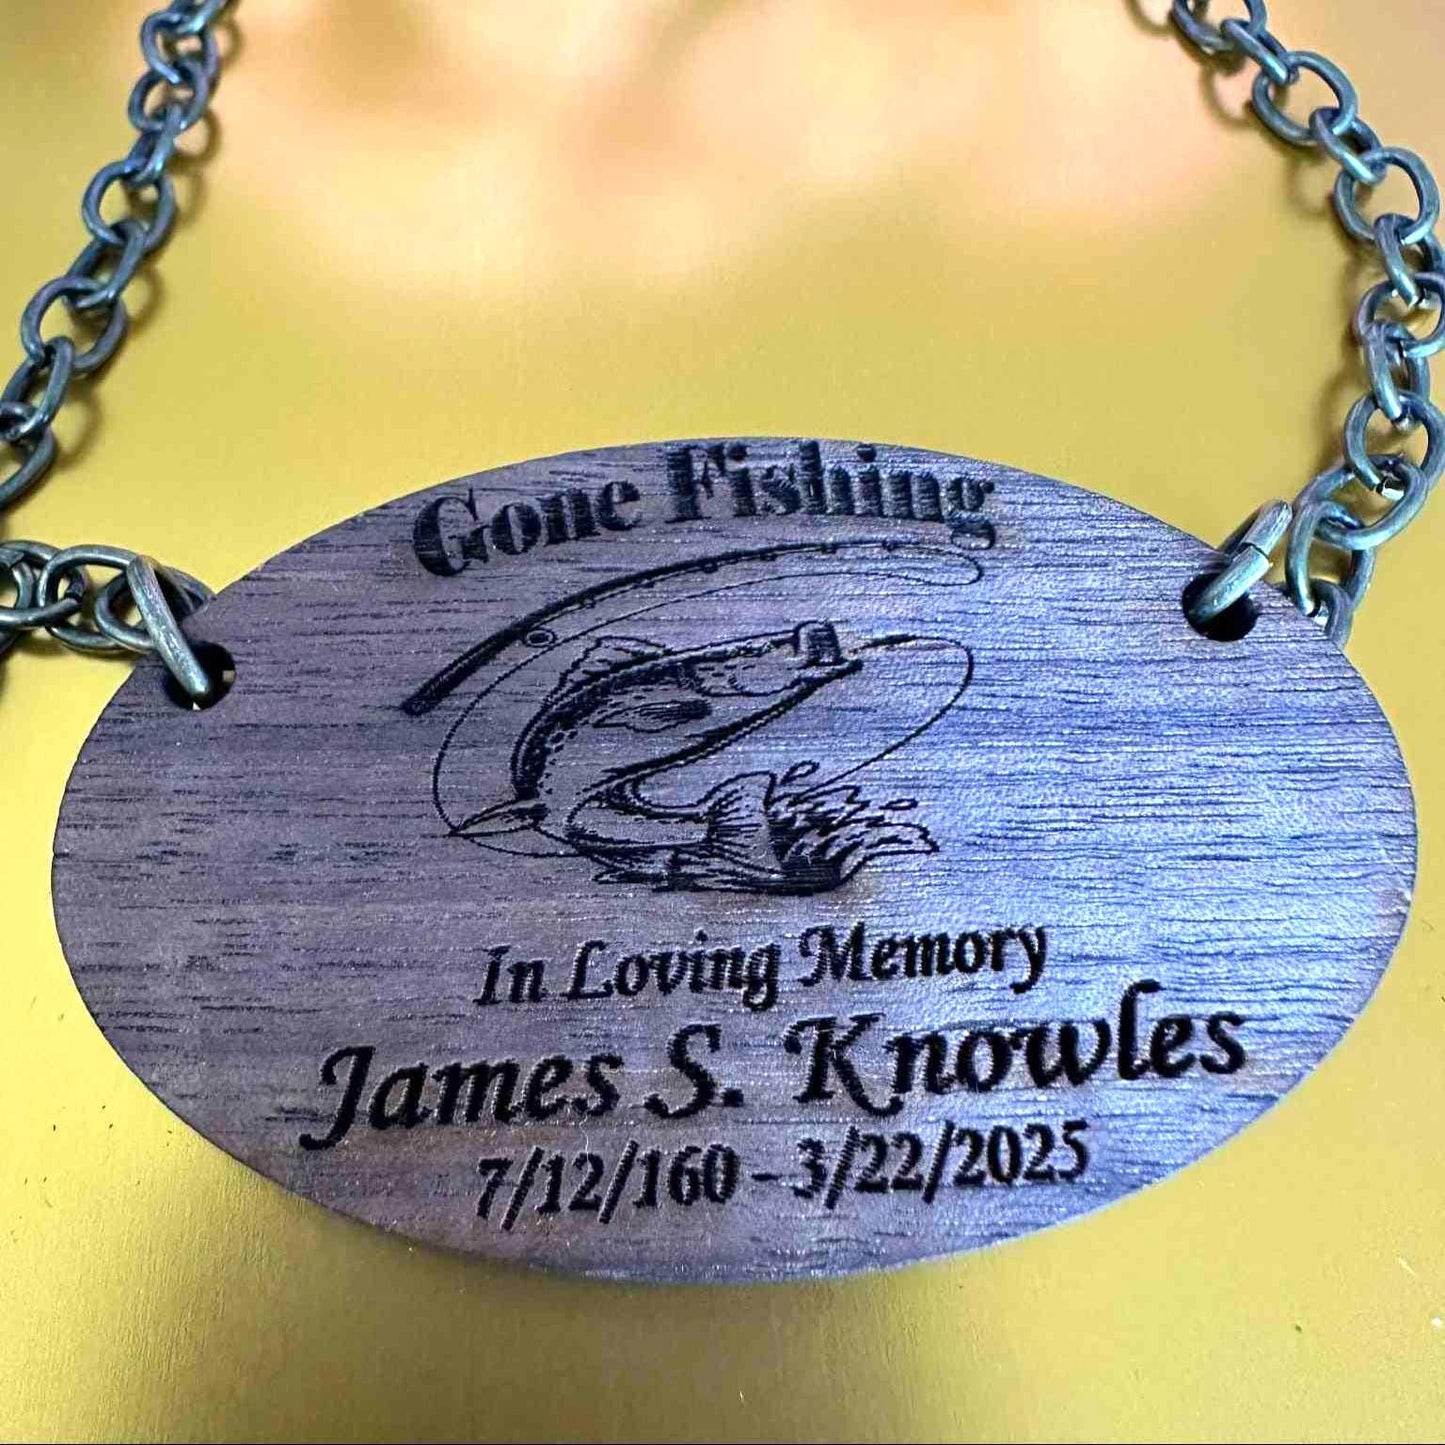 Gone Fishing
In Loving Memory
James S. Knowles
7/12/160 - 3/22/2025